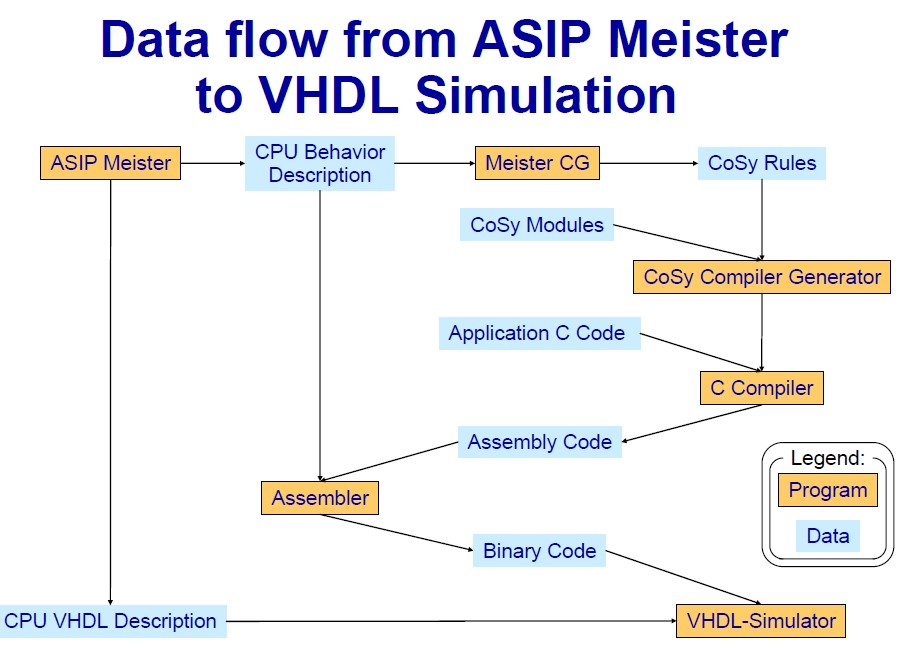 Data flow from ASIP Meister
to VHDL Simulation
ASIP Meister
CPU Behavior
Description
Meister CG
CoSy Rules
CoSy Modules
CoSy Compiler Generator
Application C Code
C Compiler
Assembly Code
Legend:
Program
Data
Assembler
Binary Code
CPU VHDL Description
VHDL-Simulator